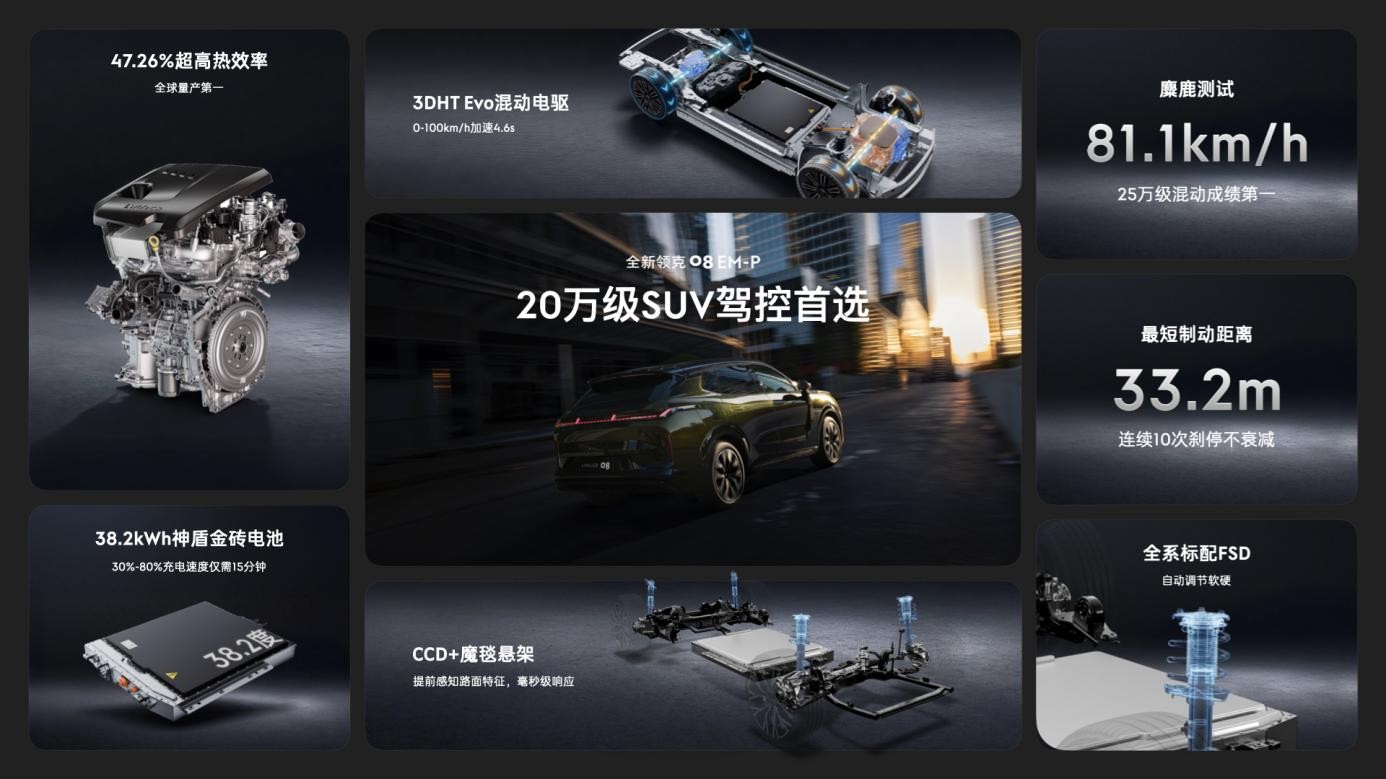 47.26%超高热效率
全球量产第一
38.2kWh神盾金砖电池
30%-80%充电速度仅需15分钟
38.2度
3DHT Evo混动电驱
0-100km/h加速4.6s
全新领克 08 EM-P
20万级SUV驾控首选
08
CCD+魔毯悬架
提前感知路面特征，毫秒级响应
麋鹿测试
81.1km/h
25万级混动成绩第一
最短制动距离
33.2m
连续10次刹停不衰减
全系标配FSD
自动调节软硬